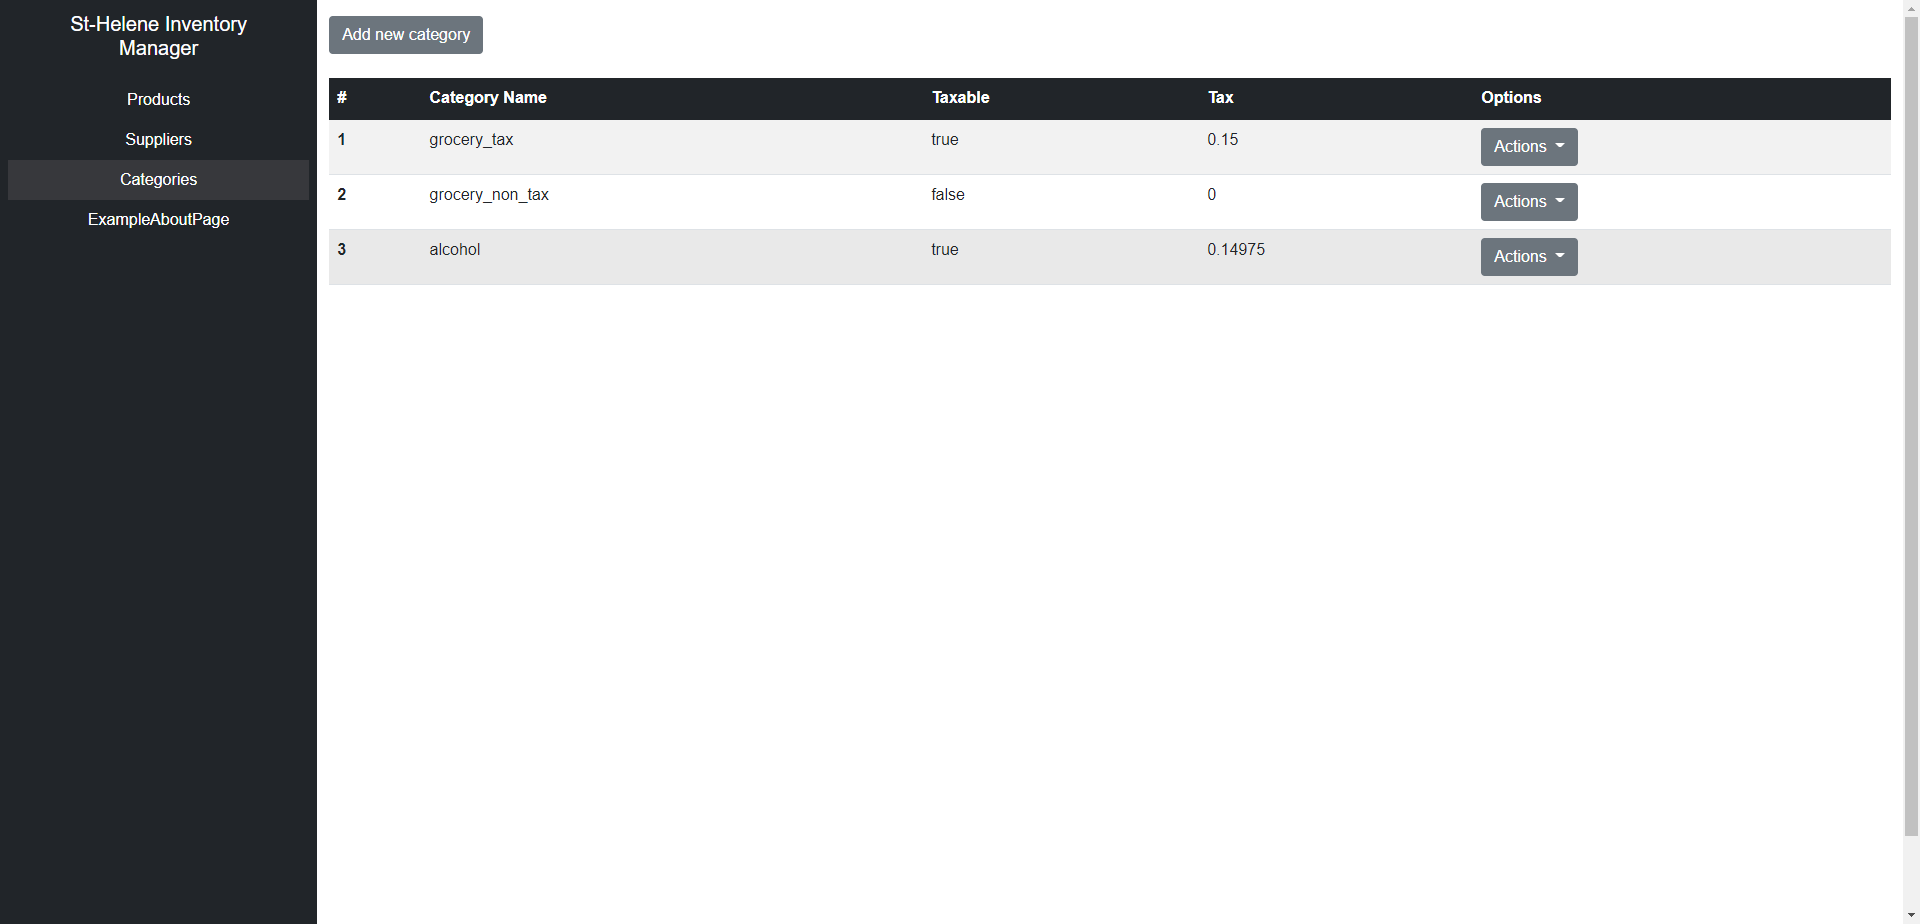 St-Helene Inventory
Manager
Products
Suppliers
Categories
ExampleAboutPage
Add new category
# Category Name Taxable Tax Options
1 grocery_tax true 0.15 Actions
2 grocery_non_tax false 0 Actions
3 alcohol true 0.14975 Actions